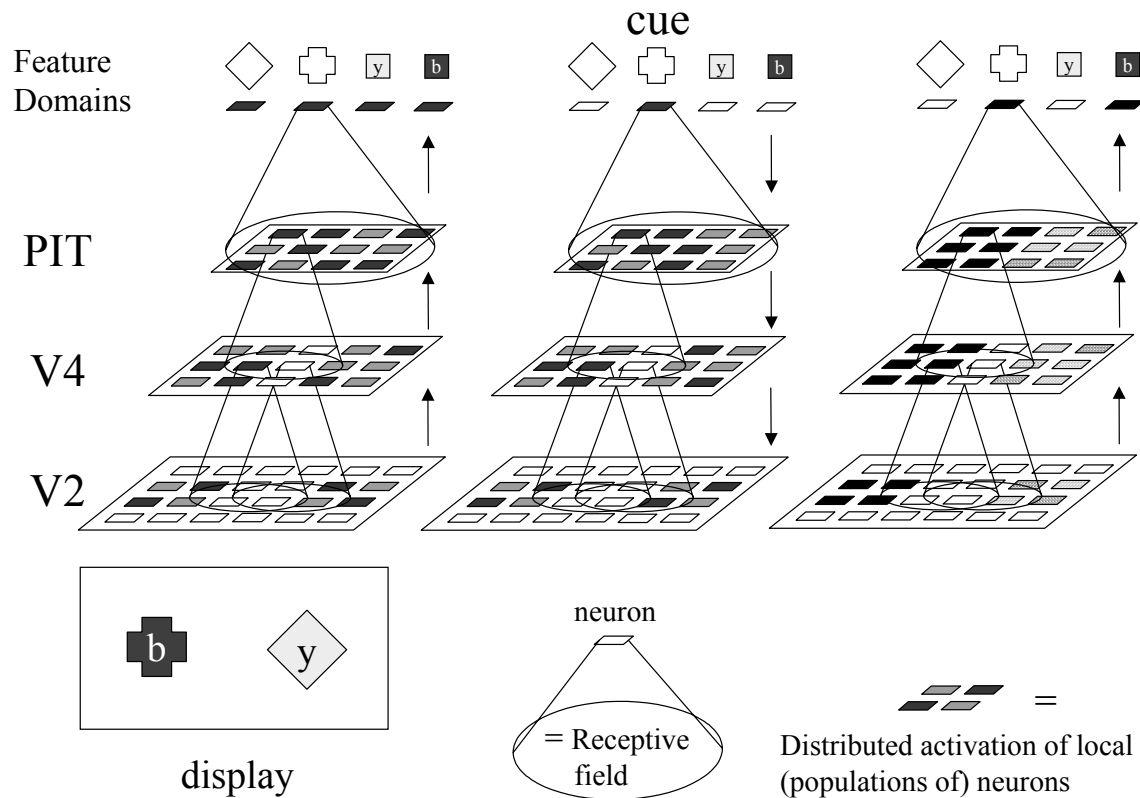 cue
Feature
Domains
y b
y b
y b
PIT
V4
V2
b y
display
neuron
= Receptive
field
=
Distributed activation of local
(populations of) neurons